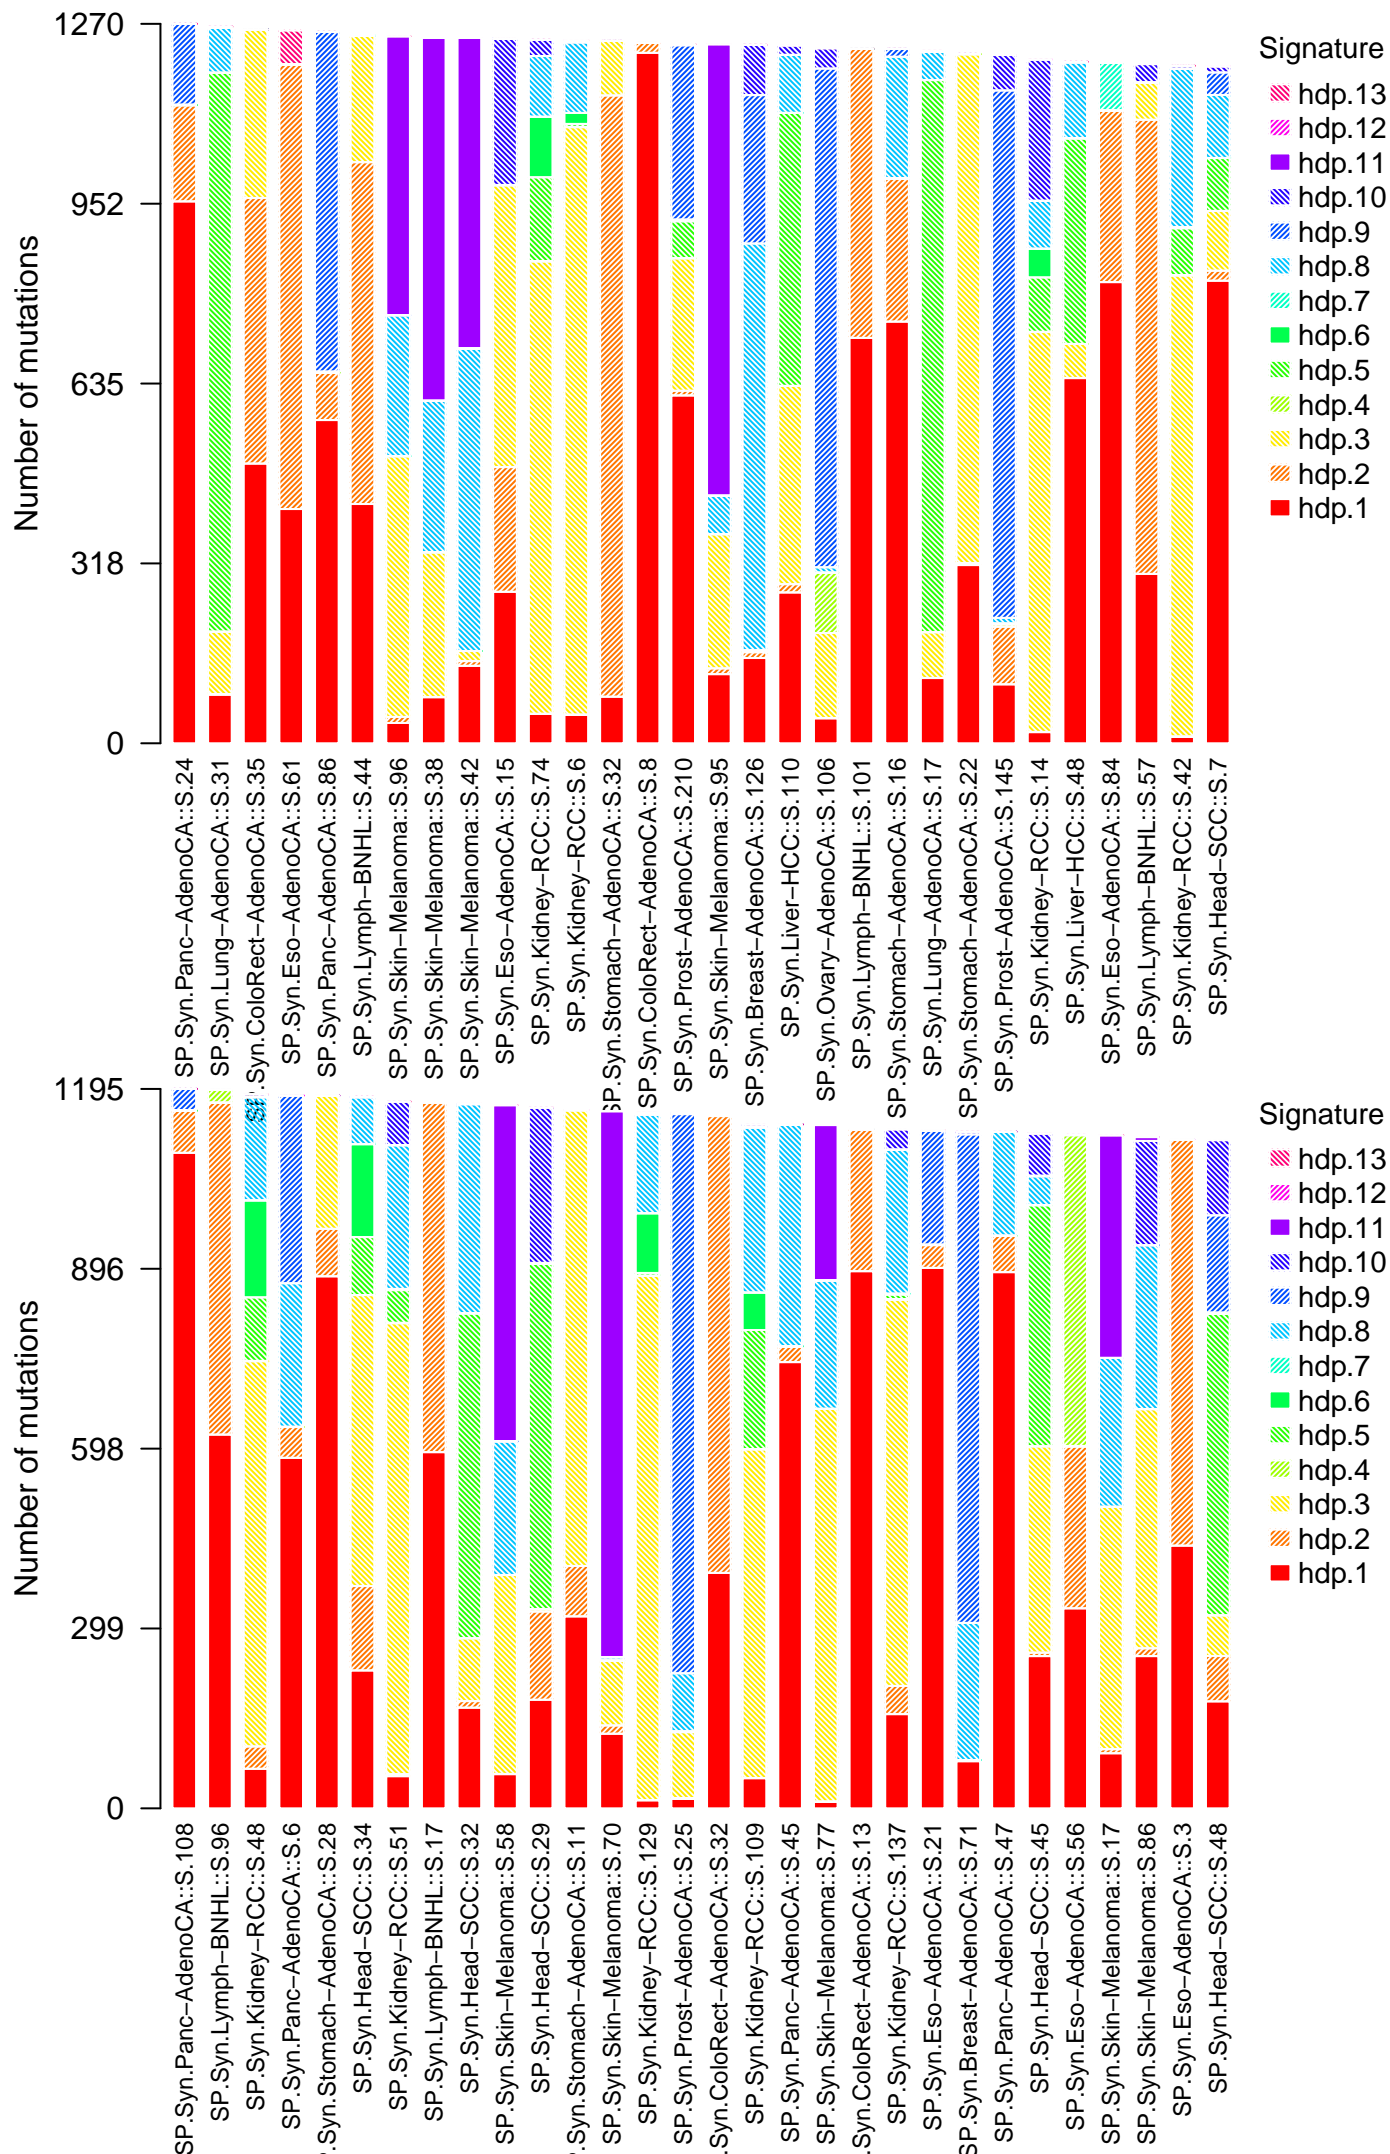 Number of mutations
1270
952
635
318
0
Signature
hdp.13
hdp.12
hdp.11
hdp.10
hdp.9
hdp.8
hdp.7
hdp.6
hdp.5
hdp.4
hdp.3
hdp.2
hdp.1
SP.Syn.Panc−AdenoCA::S.24
SP.Syn.Lung−AdenoCA::S.31
SP.Syn.ColoRect−AdenoCA::S.35
SP.Syn.Eso−AdenoCA::S.61
SP.Syn.Panc−AdenoCA::S.86
SP.Syn.Lymph−BNHL::S.44
SP.Syn.Skin−Melanoma::S.96
SP.Syn.Skin−Melanoma::S.38
SP.Syn.Skin−Melanoma::S.42
SP.Syn.Eso−AdenoCA::S.15
SP.Syn.Kidney−RCC::S.74
SP.Syn.Kidney−RCC::S.6
SP.Syn.Stomach−AdenoCA::S.32
SP.Syn.ColoRect−AdenoCA::S.8
SP.Syn.Prost−AdenoCA::S.210
SP.Syn.Skin−Melanoma::S.95
SP.Syn.Breast−AdenoCA::S.126
SP.Syn.Liver−HCC::S.110
SP.Syn.Ovary−AdenoCA::S.106
SP.Syn.Lymph−BNHL::S.101
SP.Syn.Stomach−AdenoCA::S.16
SP.Syn.Lung−AdenoCA::S.17
SP.Syn.Stomach−AdenoCA::S.22
SP.Syn.Prost−AdenoCA::S.145
SP.Syn.Kidney−RCC::S.14
SP.Syn.Liver−HCC::S.48
SP.Syn.Eso−AdenoCA::S.84
SP.Syn.Lymph−BNHL::S.57
SP.Syn.Kidney−RCC::S.42
SP.Syn.Head−SCC::S.7
Number of mutations
1195
896
598
299
0
Signature
hdp.13
hdp.12
hdp.11
hdp.10
hdp.9
hdp.8
hdp.7
hdp.6
hdp.5
hdp.4
hdp.3
hdp.2
hdp.1
SP.Syn.Panc−AdenoCA::S.108
SP.Syn.Lymph−BNHL::S.96
SP.Syn.Kidney−RCC::S.48
SP.Syn.Panc−AdenoCA::S.6
.Syn.Stomach−AdenoCA::S.28
SP.Syn.Head−SCC::S.34
SP.Syn.Kidney−RCC::S.51
SP.Syn.Lymph−BNHL::S.17
SP.Syn.Head−SCC::S.32
SP.Syn.Skin−Melanoma::S.58
SP.Syn.Head−SCC::S.29
.Syn.Stomach−AdenoCA::S.11
SP.Syn.Skin−Melanoma::S.70
SP.Syn.Kidney−RCC::S.129
SP.Syn.Prost−AdenoCA::S.25
.Syn.ColoRect−AdenoCA::S.32
SP.Syn.Kidney−RCC::S.109
SP.Syn.Panc−AdenoCA::S.45
SP.Syn.Skin−Melanoma::S.77
.Syn.ColoRect−AdenoCA::S.13
SP.Syn.Kidney−RCC::S.137
SP.Syn.Eso−AdenoCA::S.21
SP.Syn.Breast−AdenoCA::S.71
SP.Syn.Panc−AdenoCA::S.47
SP.Syn.Head−SCC::S.45
SP.Syn.Eso−AdenoCA::S.56
SP.Syn.Skin−Melanoma::S.17
SP.Syn.Skin−Melanoma::S.86
SP.Syn.Eso−AdenoCA::S.3
SP.Syn.Head−SCC::S.48